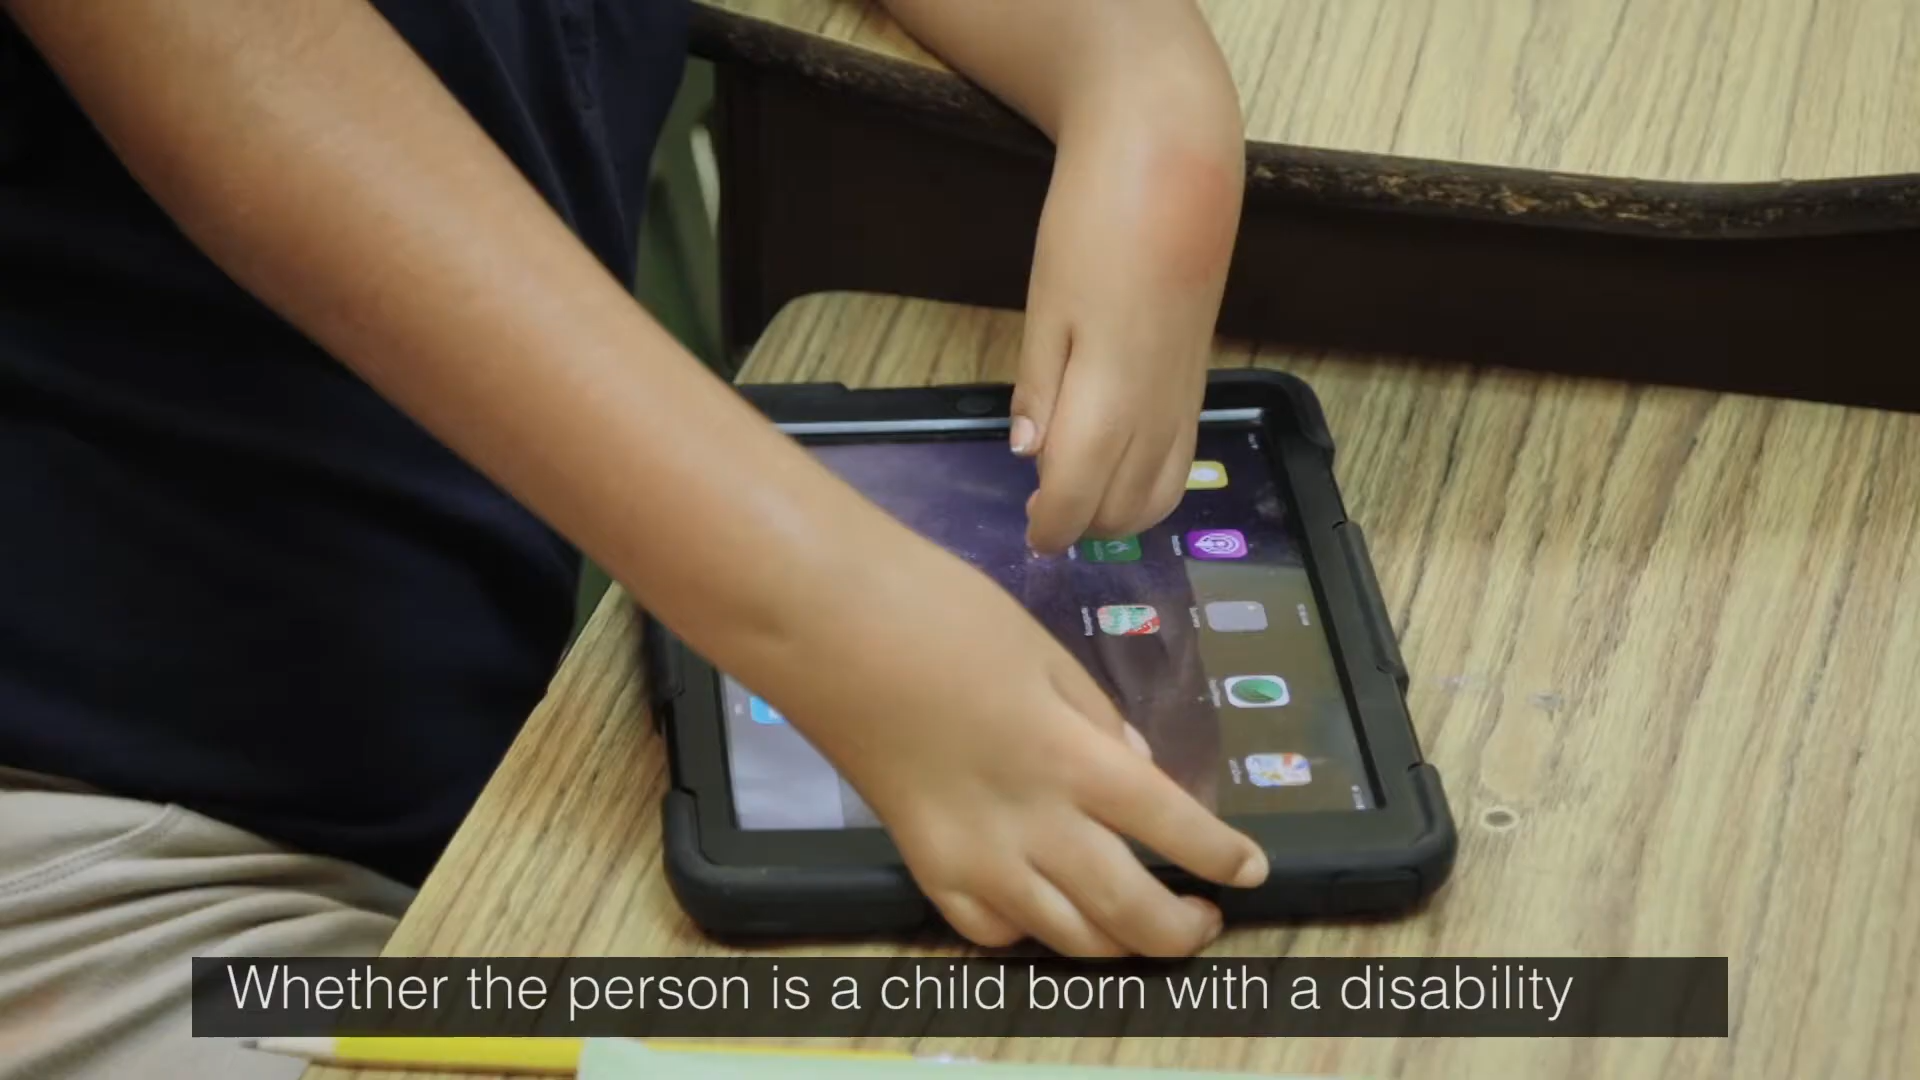 Whether the person is a child born with a disability